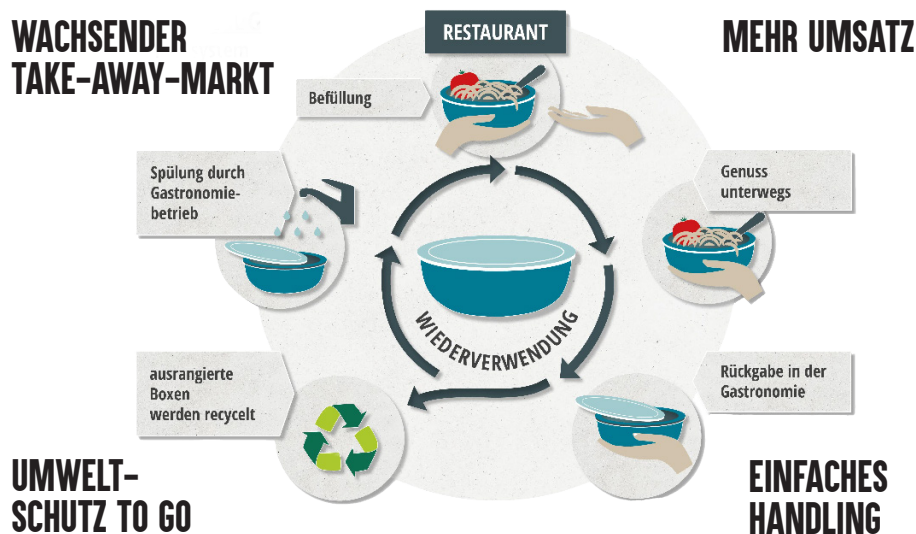 WACHSENDER
TAKE-AWAY-MARKT
RESTAURANT
MEHR UMSATZ
Befüllung
Spülung durch
Gastronomie-
betrieb
Genuss
unterwegs
WIEDERVERWENDUNG
ausrangierte
Boxen
werden recycelt
Rückgabe in der
Gastronomie
UMWELT-
SCHUTZ TO GO
EINFACHES
HANDLING